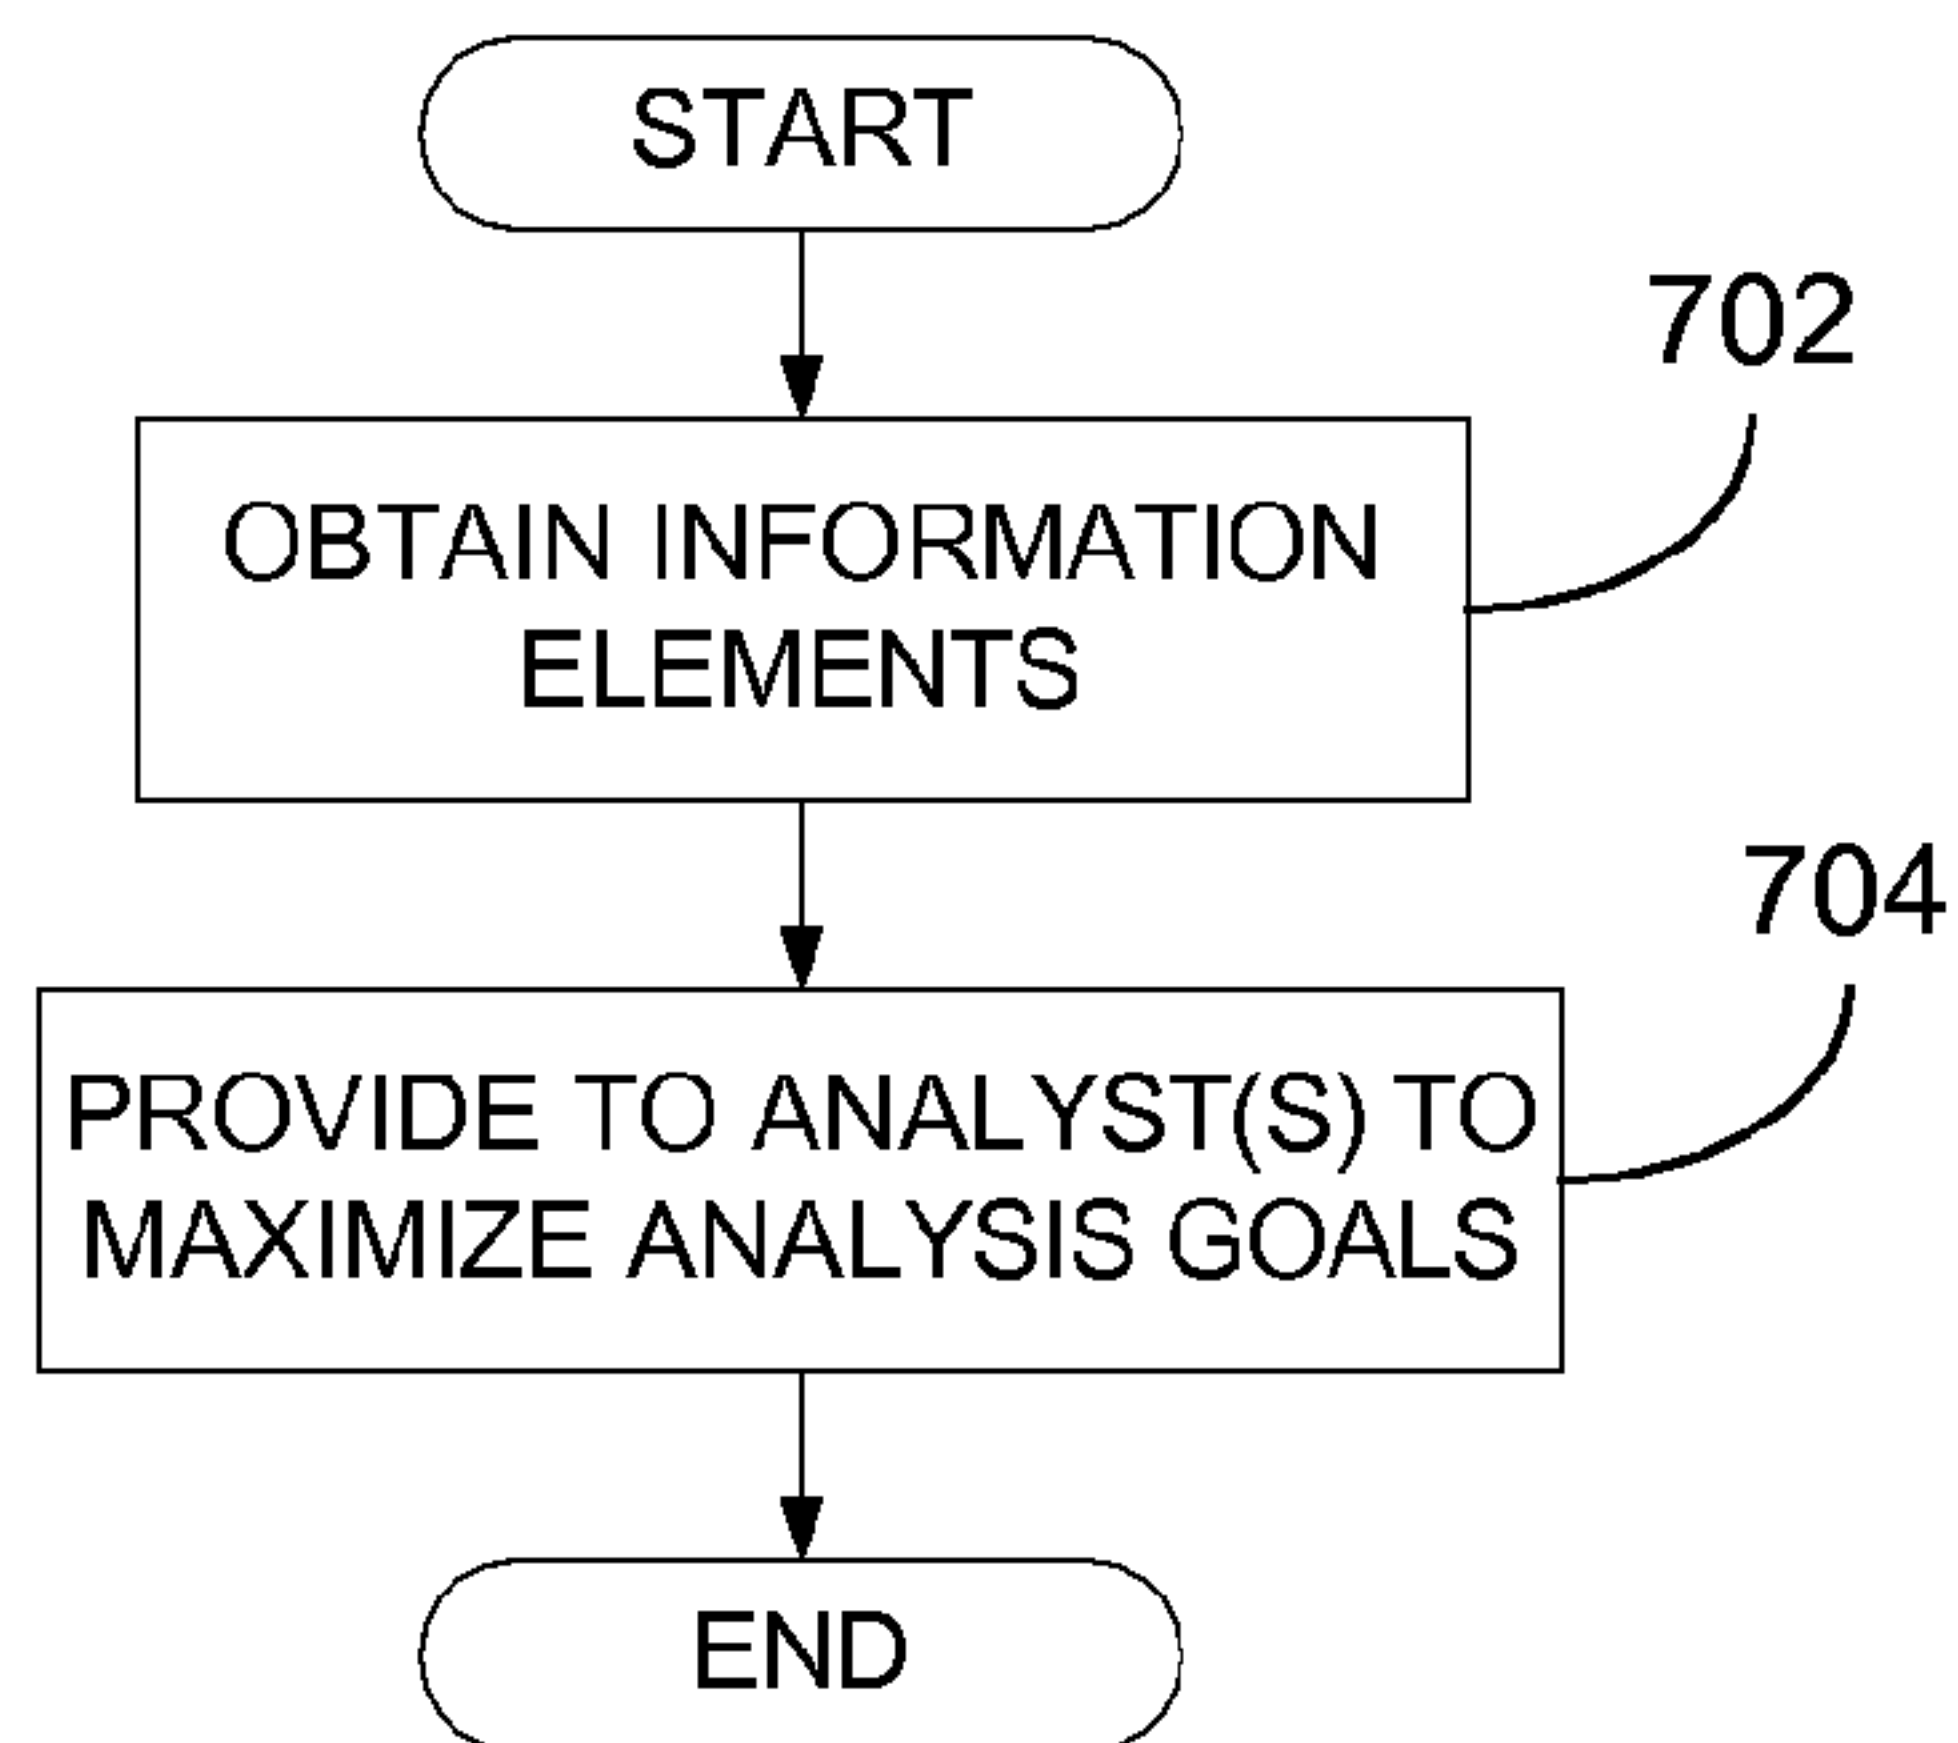 START
702
OBTAIN INFORMATION
ELEMENTS
704
PROVIDE TO ANALYST(S) TO
MAXIMIZE ANALYSIS GOALS
END